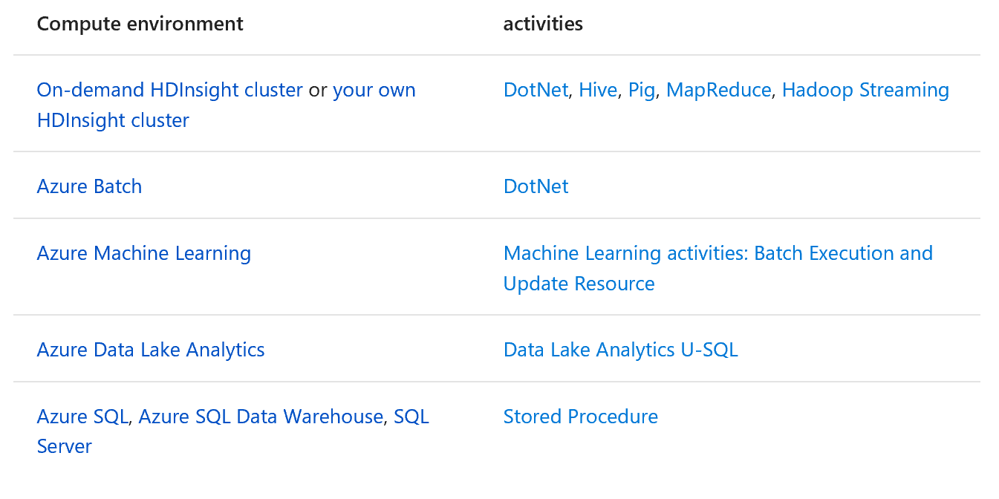 Compute environment activities
On-demand HDInsight cluster or your own DotNet, Hive, Pig, MapReduce, Hadoop Streaming
HDInsight cluster
Azure Batch DotNet
Azure Machine Learning Machine Learning activities: Batch Execution and
Update Resource
Azure Data Lake Analytics Data Lake Analytics U-SQL
Azure SQL, Azure SQL Data Warehouse, SQL Stored Procedure
Server